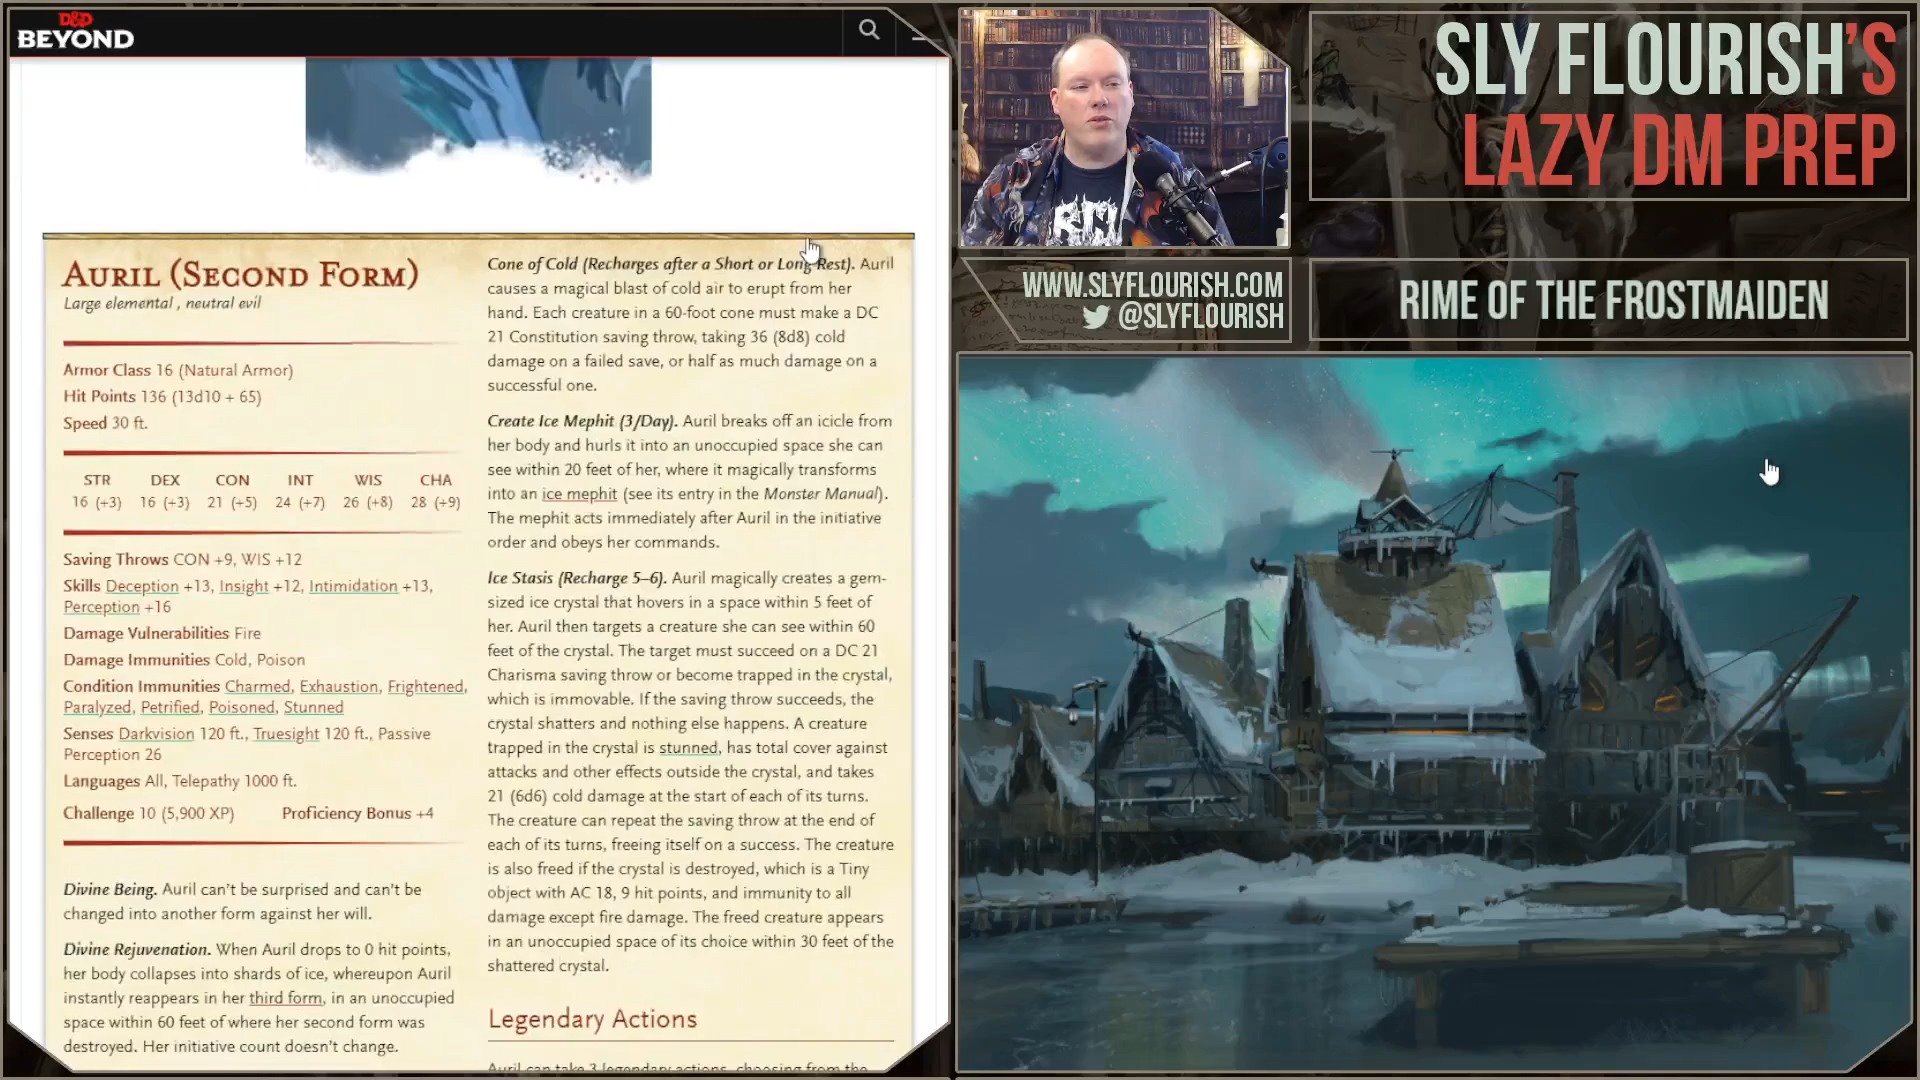 D&D
BEYOND
AURIL (SECOND FORM)
Large elemental , neutral evil
Armor Class 16 (Natural Armor)
Hit Points 136 (13d10 + 65)
Speed 30 ft.
STR DEX CON INT WIS CHA
16 (+3) 16 (+3) 21 (+5) 24 (+7) 26 (+8) 28 (+9)
Saving Throws CON +9, WIS +12
Skills Deception +13, Insight +12, Intimidation +13,
Perception +16
Damage Vulnerabilities Fire
Damage Immunities Cold, Poison
Condition Immunities Charmed, Exhaustion, Frightened,
Paralyzed, Petrified, Poisoned, Stunned
Senses Darkvision 120 ft., Truesight 120 ft., Passive
Perception 26
Languages All, Telepathy 1000 ft.
Challenge 10 (5,900 XP) Proficiency Bonus +4
Divine Being. Auril can't be surprised and can't be
changed into another form against her will.
Divine Rejuvenation. When Auril drops to 0 hit points,
her body collapses into shards of ice, whereupon Auril
instantly reappears in her third form, in an unoccupied
space within 60 feet of where her second form was
destroyed. Her initiative count doesn't change.
Cone of Cold (Recharges after a Short or Long Rest). Auril
causes a magical blast of cold air to erupt from her
hand. Each creature in a 60-foot cone must make a DC
21 Constitution saving throw, taking 36 (8d8) cold
damage on a failed save, or half as much damage on a
successful one.
Create Ice Mephit (3/Day). Auril breaks off an icicle from
her body and hurls it into an unoccupied space she can
see within 20 feet of her, where it magically transforms
into an ice mephit (see its entry in the Monster Manual).
The mephit acts immediately after Auril in the initiative
order and obeys her commands.
Ice Stasis (Recharge 5–6). Auril magically creates a gem-
sized ice crystal that hovers in a space within 5 feet of
her. Auril then targets a creature she can see within 60
feet of the crystal. The target must succeed on a DC 21
Charisma saving throw or become trapped in the crystal,
which is immovable. If the saving throw succeeds, the
crystal shatters and nothing else happens. A creature
trapped in the crystal is stunned, has total cover against
attacks and other effects outside the crystal, and takes
21 (6d6) cold damage at the start of each of its turns.
The creature can repeat the saving throw at the end of
each of its turns, freeing itself on a success. The creature
is also freed if the crystal is destroyed, which is a Tiny
object with AC 18, 9 hit points, and immunity to all
damage except fire damage. The freed creature appears
in an unoccupied space of its choice within 30 feet of the
shattered crystal.
Legendary Actions
Auril can take 3 legendary actions, choosing from the
SLY FLOURISH'S
LAZY DM PREP
WWW.SLYFLOURISH.COM
@SLYFLOURISH
RIME OF THE FROSTMAIDEN